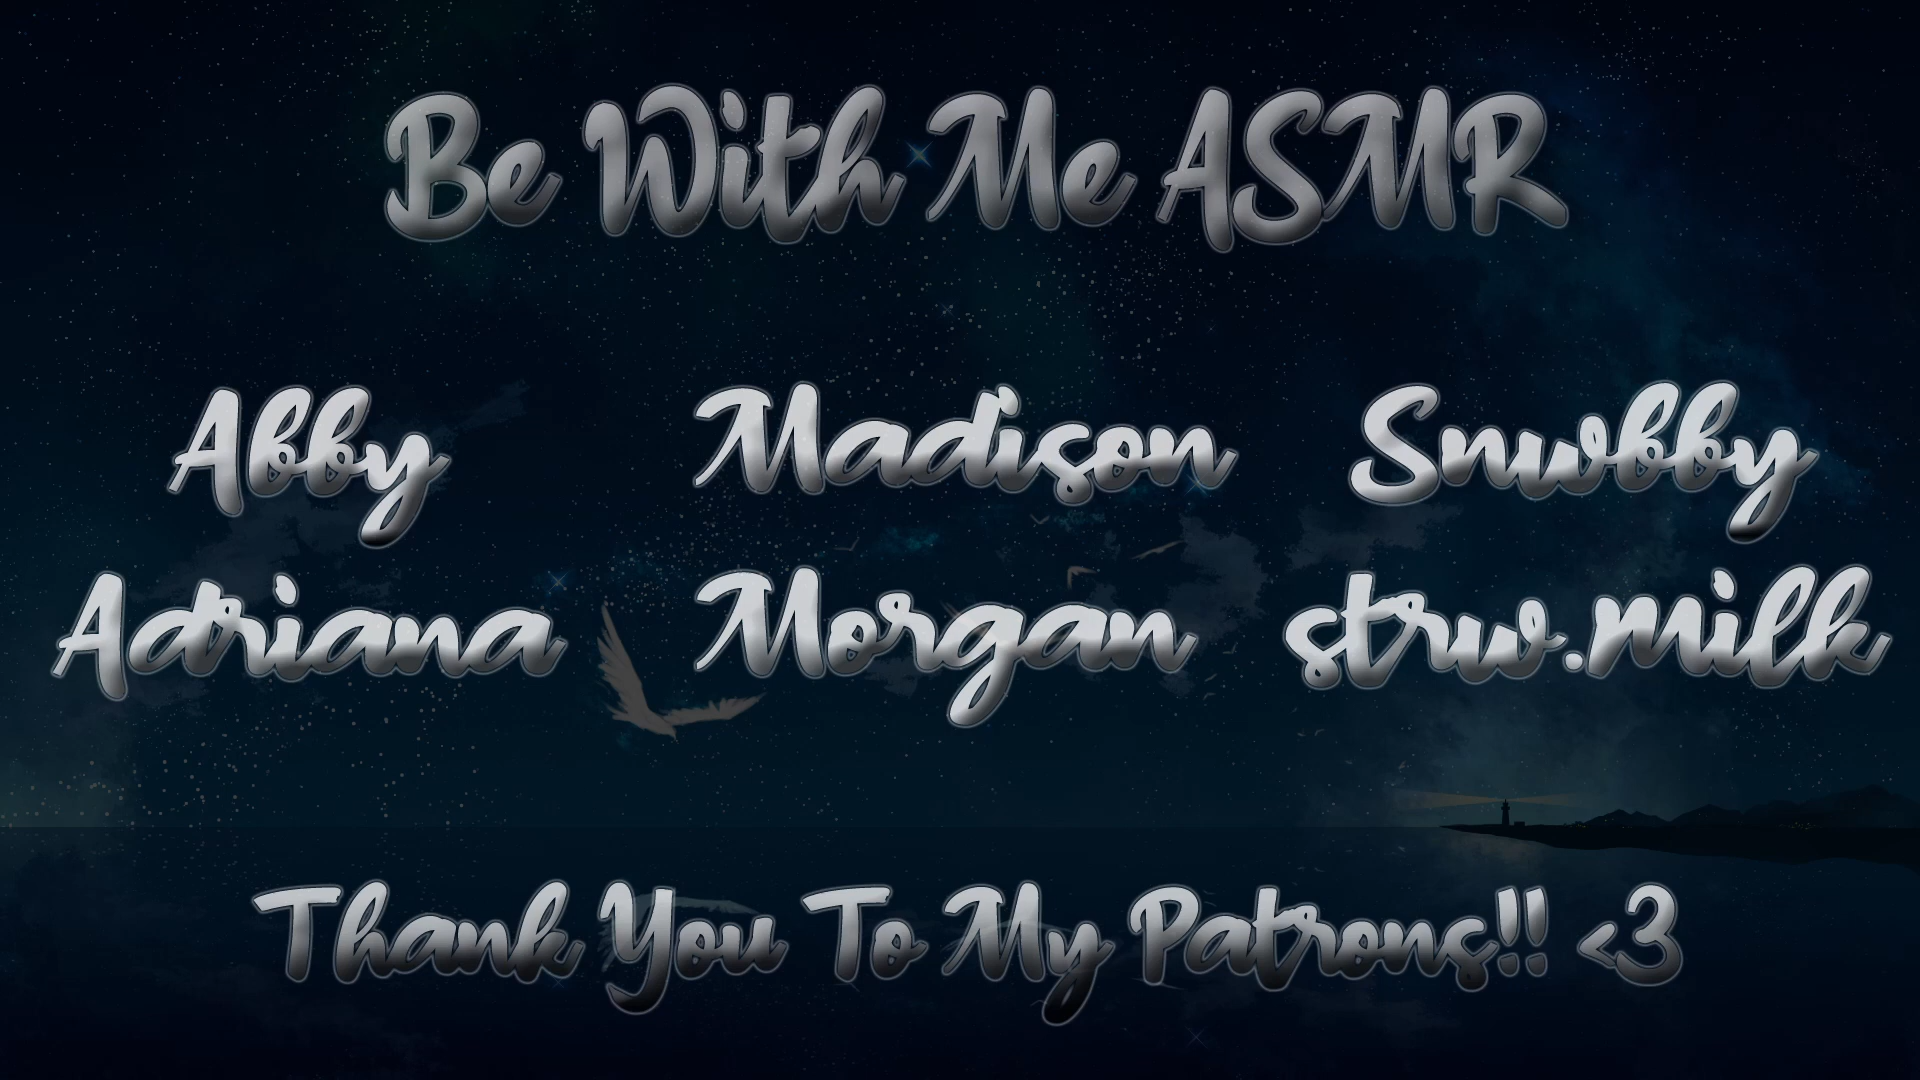 Be With Me ASMR
Abby Madison Snwbby
Adriana Morgan strw.milk
Thank You To My Patrons!! <3